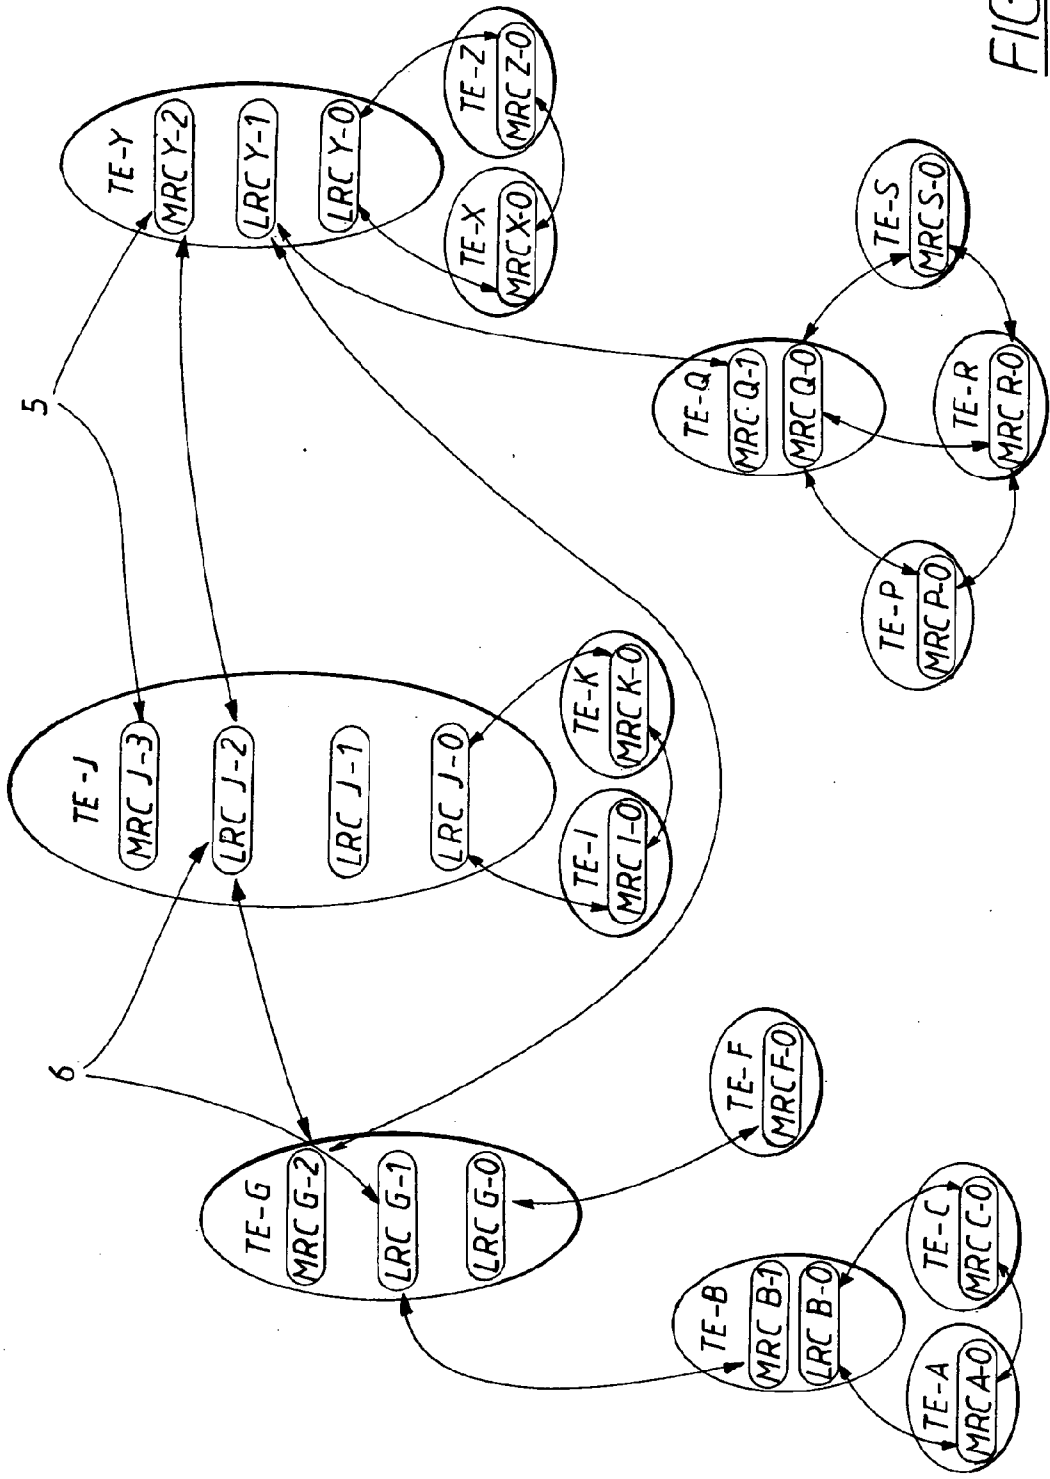 5
6
TE-G
MRC G-2
LRC G-1
LRC G-0
TE-J
MRC J-3
LRC J-2
LRC J-1
LRC J-0
TE-Y
MRC Y-2
LRC Y-1
LRC Y-0
TE-I
MRC I-0
TE-K
MRC K-0
TE-X
MRC X-0
TE-Z
MRC Z-0
TE-B
MRC B-1
LRC B-0
TE-F
MRC F-0
TE-Q
MRC Q-1
MRC Q-0
TE-A
MRC A-0
TE-C
MRC C-0
TE-P
MRC P-0
TE-R
MRC R-0
TE-S
MRC S-0
FIG